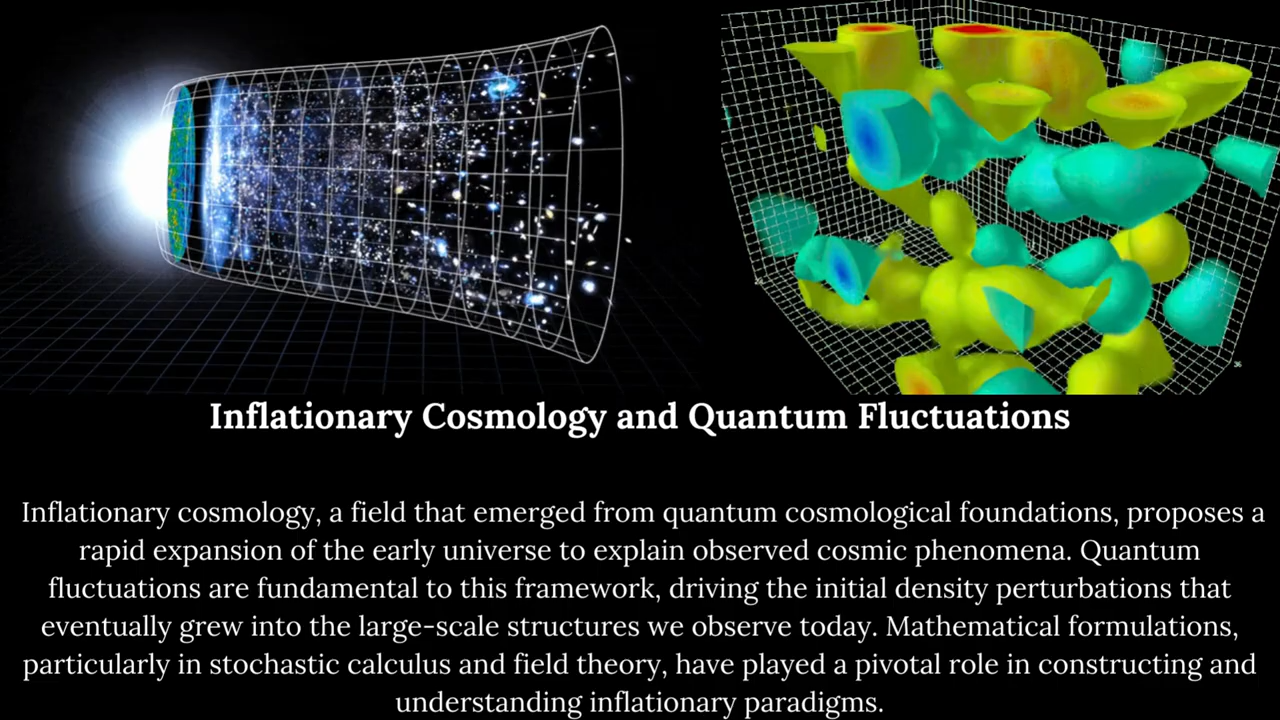 Inflationary Cosmology and Quantum Fluctuations
Inflationary cosmology, a field that emerged from quantum cosmological foundations, proposes a
rapid expansion of the early universe to explain observed cosmic phenomena. Quantum
fluctuations are fundamental to this framework, driving the initial density perturbations that
eventually grew into the large-scale structures we observe today. Mathematical formulations,
particularly in stochastic calculus and field theory, have played a pivotal role in constructing and
understanding inflationary paradigms.